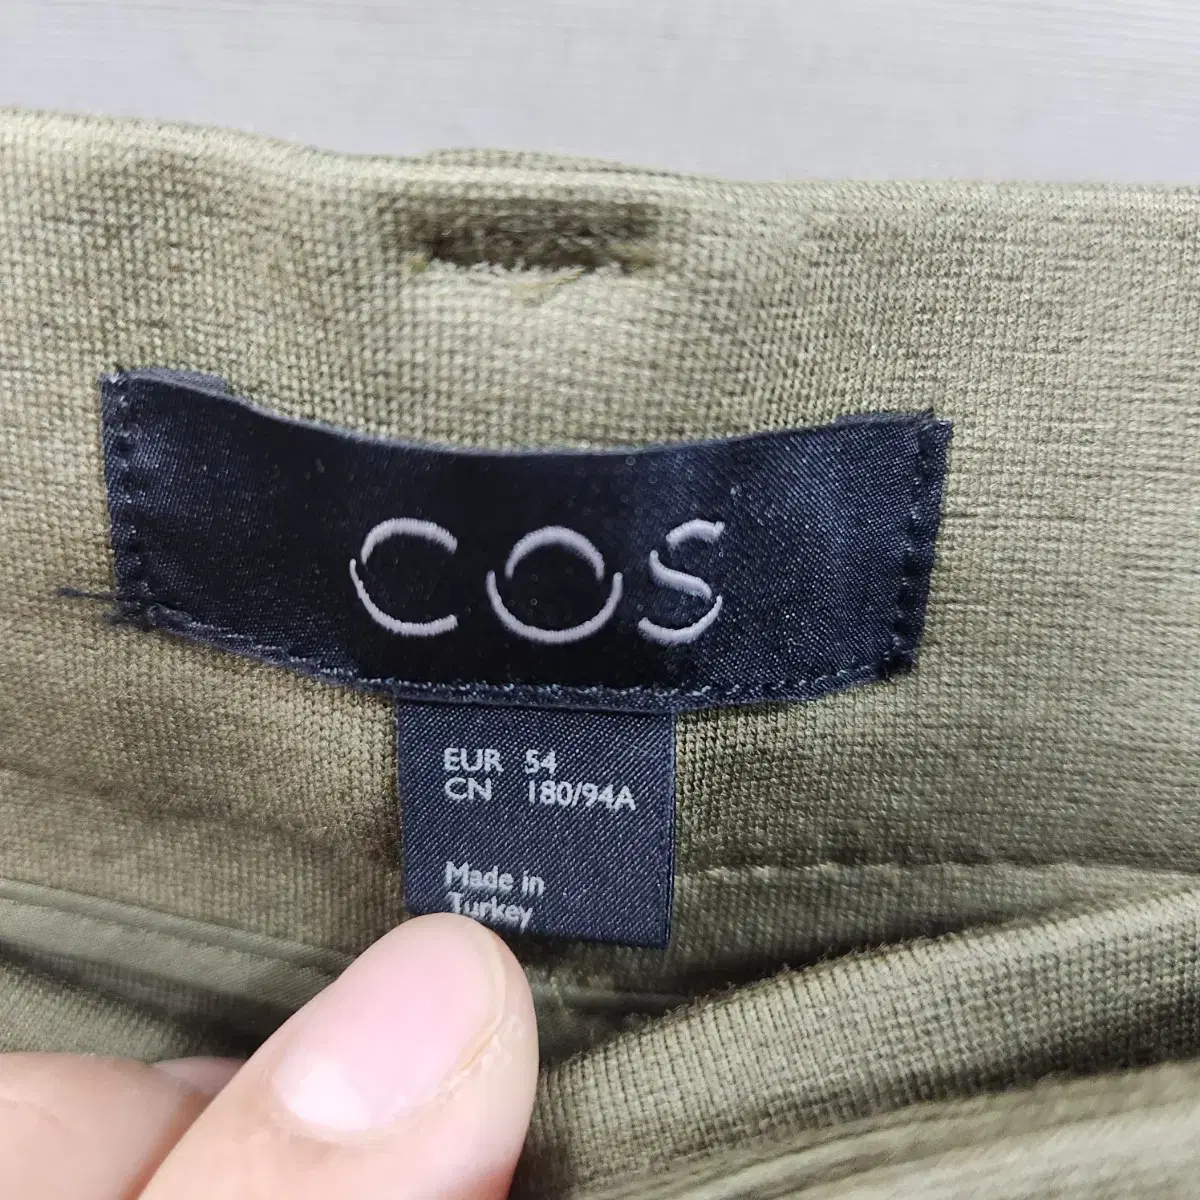 COS
EUR 54
CN 180/94A
Made in
Turkey